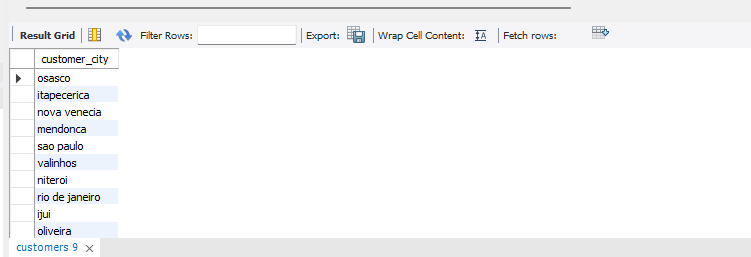 Result Grid Filter Rows: Export: Wrap Cell Content: Fetch rows:
customer_city
osasco
itapecerica
nova venecia
mendonca
sao paulo
valinhos
niteroi
rio de janeiro
ijui
oliveira
customers 9